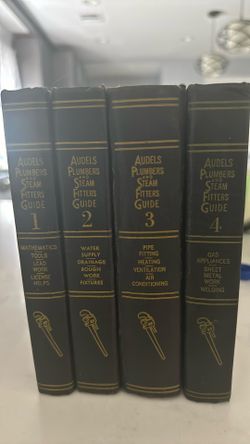 AUDELS
PLUMBERS
AND
STEAM
FITTERS
GUIDE
1
MATHEMATICS
TOOLS
LEAD
WORK
LICENSE
HELPS
AUDELS
PLUMBERS
AND
STEAM
FITTERS
GUIDE
2
WATER
SUPPLY
DRAINAGE
ROUGH
WORK
FIXTURES
AUDELS
PLUMBERS
AND
STEAM
FITTERS
GUIDE
3
PIPE
FITTING
HEATING
VENTILATION
AIR
CONDITIONING
AUDELS
PLUMBERS
AND
STEAM
FITTERS
GUIDE
4
GAS
APPLIANCES
SHEET
METAL
WORK
WELDING